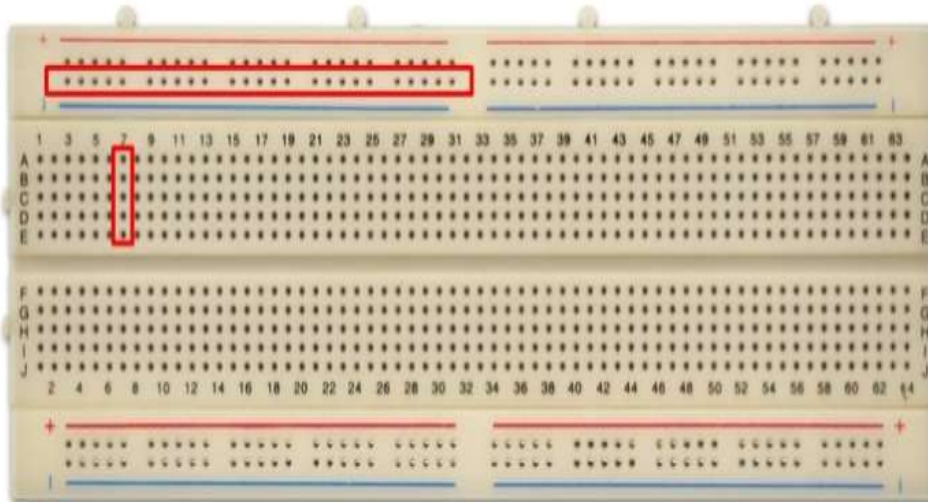 + +
- -
1 3 5 7 9 11 13 15 17 19 21 23 25 27 29 31 33 35 37 39 41 43 45 47 49 51 53 55 57 59 61 63
A A
B B
C C
D D
E E
F F
G G
H H
I I
J J
2 4 6 8 10 12 14 16 18 20 22 24 26 28 30 32 34 36 38 40 42 44 46 48 50 52 54 56 58 60 62 64
+ +
- -